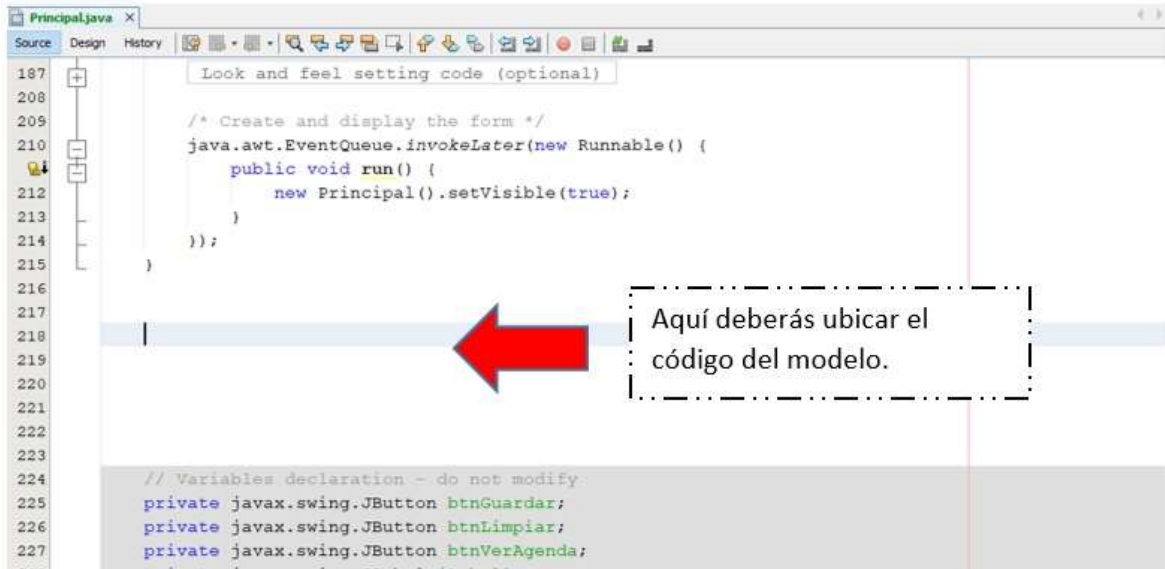 Principal.java
Source Design History
187 Look and feel setting code (optional)
208
209 /* Create and display the form */
210 java.awt.EventQueue.invokeLater(new Runnable() {
public void run() {
212 new Principal().setVisible(true);
213 }
214 });
215 }
216
217
218
219
220
221
222
223
224 // Variables declaration - do not modify
225 private javax.swing.JButton btnGuardar;
226 private javax.swing.JButton btnLimpiar;
227 private javax.swing.JButton btnVerAgenda;
Aquí deberás ubicar el
código del modelo.